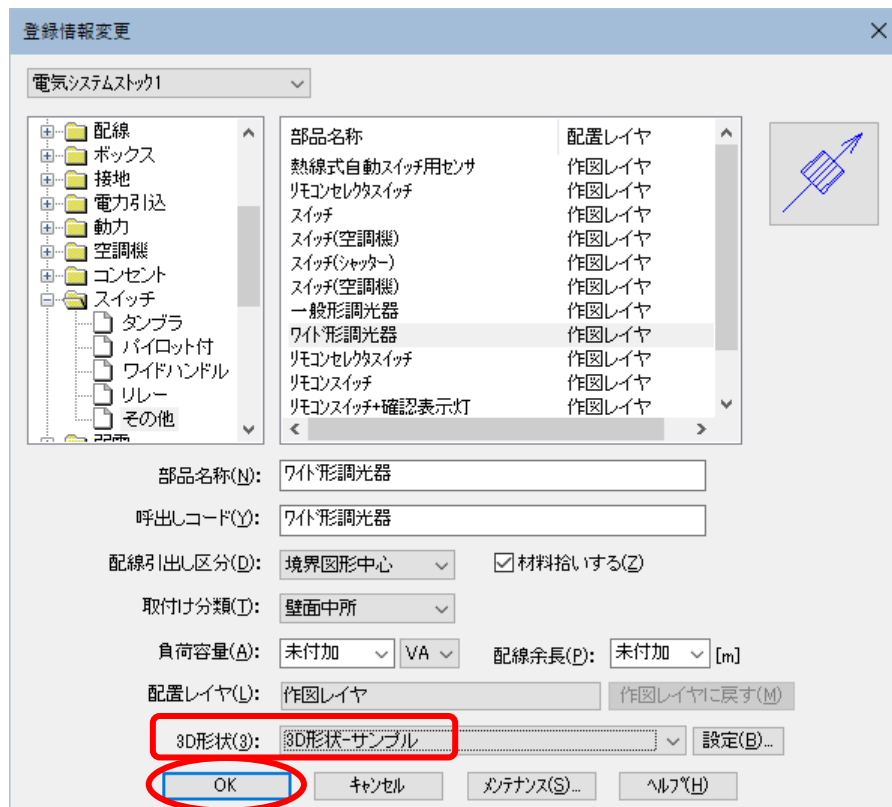 登録情報変更
電気システムストック1
配線
ボックス
接地
電力引込
動力
空調機
コンセント
スイッチ
タンブラ
パイロット付
ワイドハンドル
リレー
その他
部品名称 配置レイヤ
熱線式自動スイッチ用センサ 作図レイヤ
リモコンセレクタスイッチ 作図レイヤ
スイッチ 作図レイヤ
スイッチ(空調機) 作図レイヤ
スイッチ(シャッター) 作図レイヤ
スイッチ(空調機) 作図レイヤ
一般形調光器 作図レイヤ
ワイド形調光器 作図レイヤ
リモコンセレクタスイッチ 作図レイヤ
リモコンスイッチ 作図レイヤ
リモコンスイッチ+確認表示灯 作図レイヤ
部品名称(N): ワイド形調光器
呼出しコード(Y): ワイド形調光器
配線引出し区分(D): 境界図形中心 材料拾いする(Z)
取付け分類(T): 壁面中所
負荷容量(A): 未付加 VA 配線余長(P): 未付加 [m]
配置レイヤ(L): 作図レイヤ 作図レイヤに戻す(M)
3D形状(3): 3D形状-サンプル 設定(B)...
OK キャンセル メンテナンス(S)... ヘルプ(H)